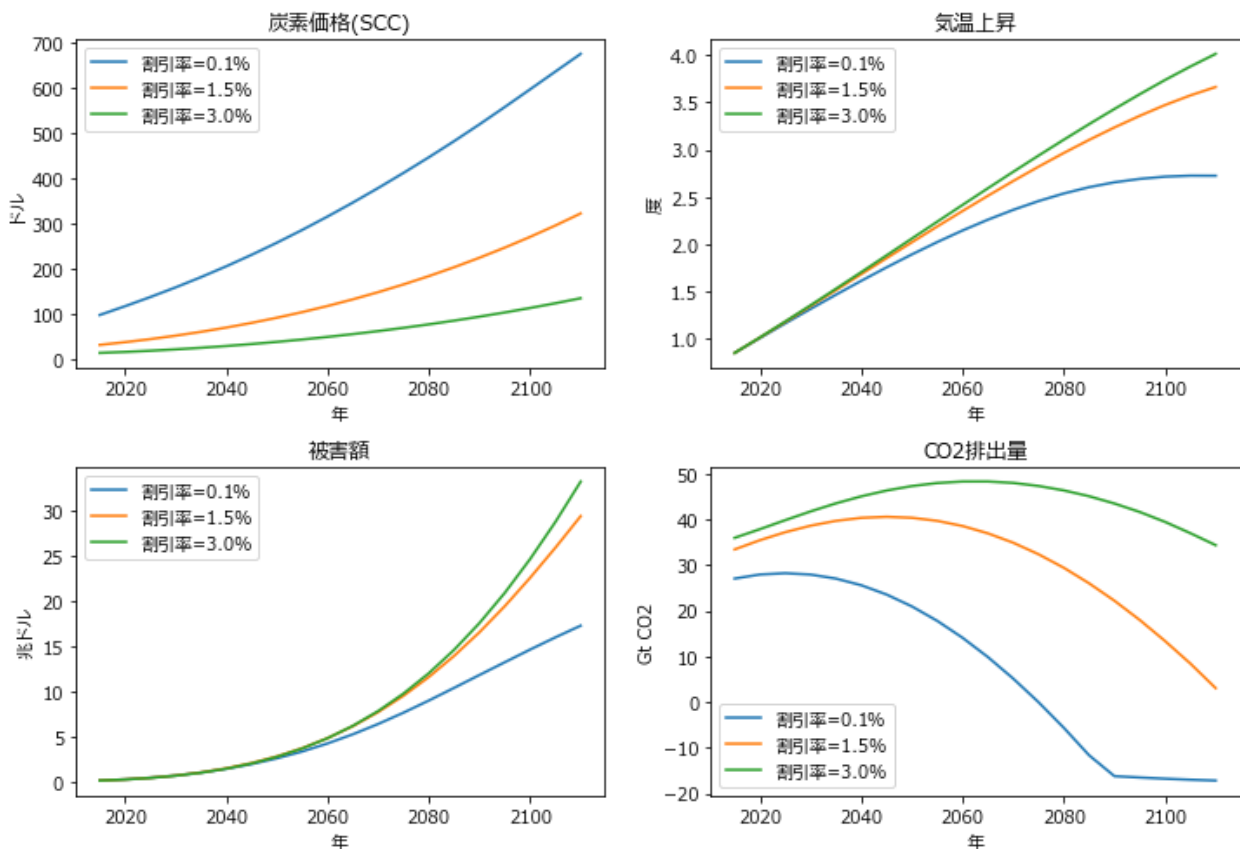 炭素価格(SCC)
700
600
500
400
300
200
100
0
ドル
割引率=0.1%
割引率=1.5%
割引率=3.0%
2020 2040 2060 2080 2100
年
気温上昇
4.0
3.5
3.0
2.5
2.0
1.5
1.0
度
割引率=0.1%
割引率=1.5%
割引率=3.0%
2020 2040 2060 2080 2100
年
被害額
30
25
20
15
10
5
0
兆ドル
割引率=0.1%
割引率=1.5%
割引率=3.0%
2020 2040 2060 2080 2100
年
CO2排出量
50
40
30
20
10
0
−10
−20
Gt CO2
割引率=0.1%
割引率=1.5%
割引率=3.0%
2020 2040 2060 2080 2100
年